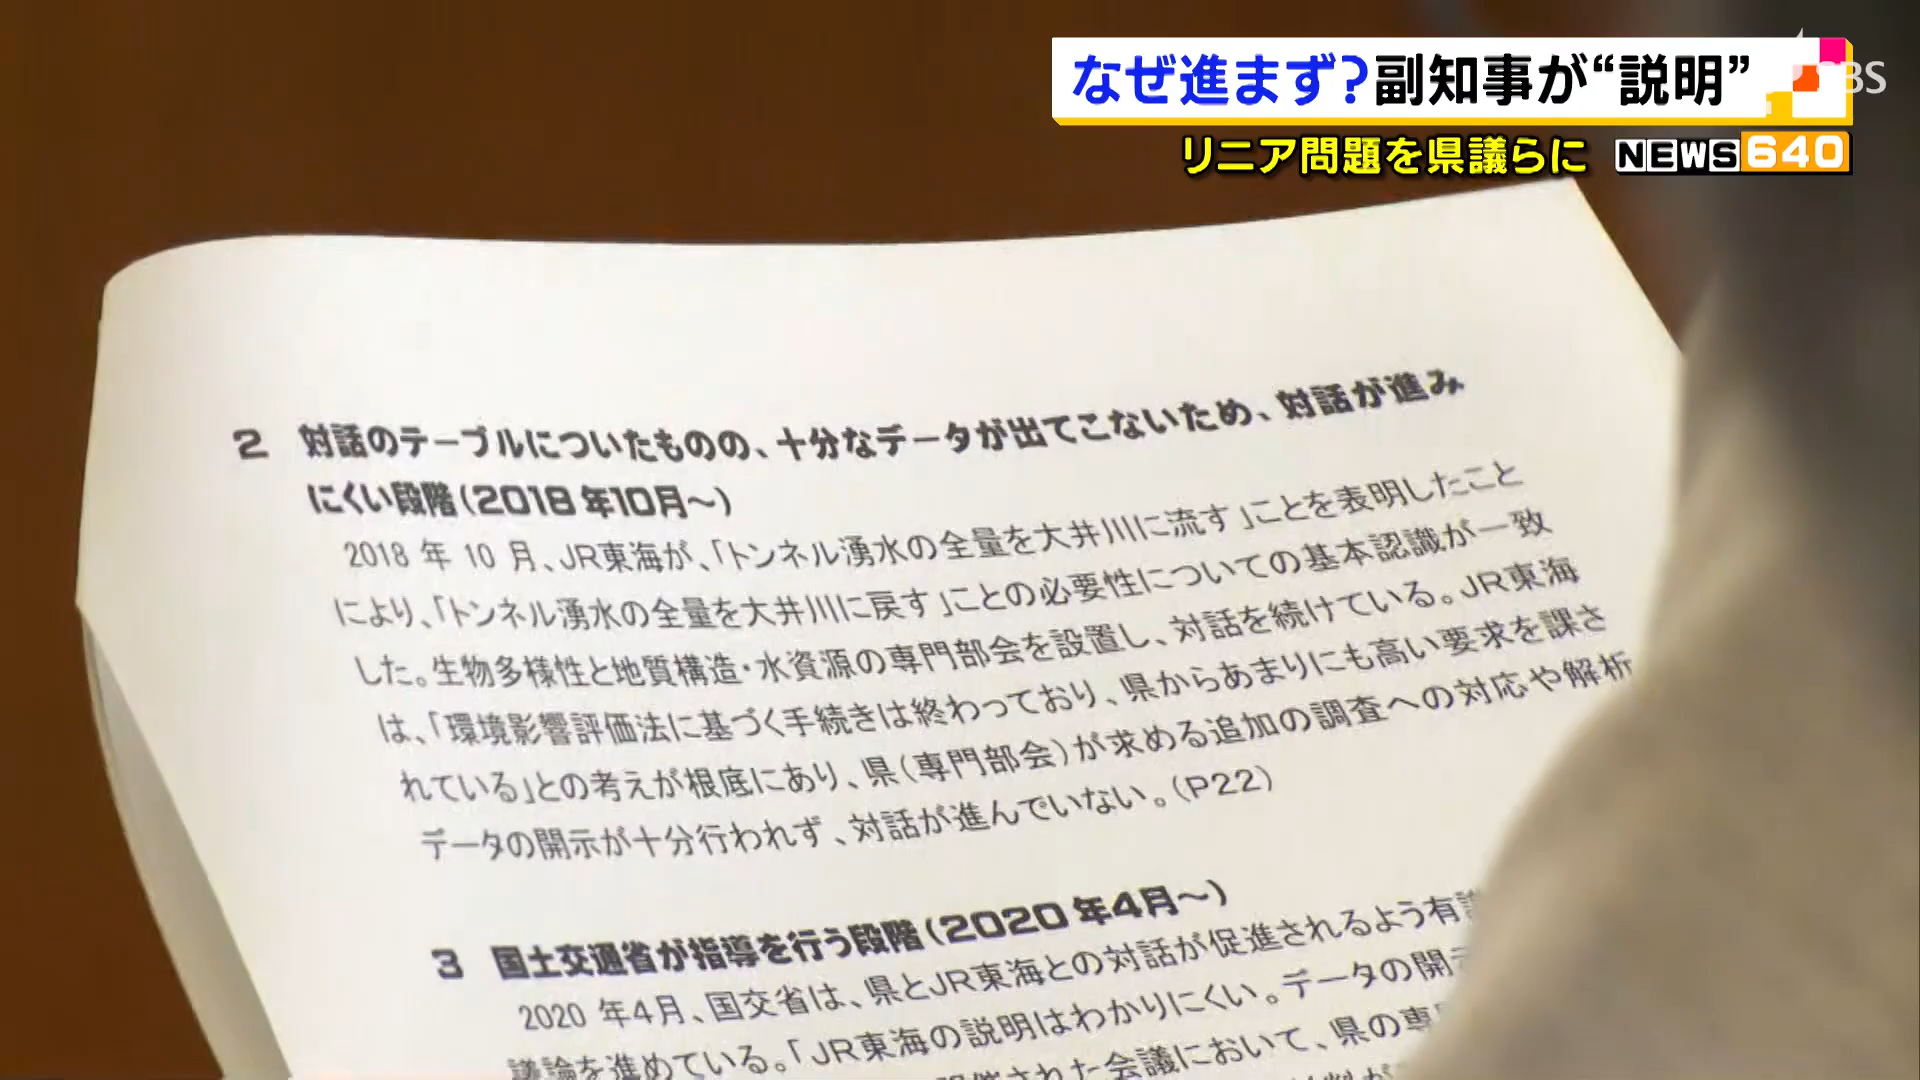 なぜ進まず?副知事が“説明”
リニア問題を県議らに
NEWS640
2 対話のテーブルについたものの、十分なデータが出てこないため、対話が進み
にくい段階(2018年10月~)
2018年10月、JR東海が、「トンネル湧水の全量を大井川に流す」ことを表明したこと
により、「トンネル湧水の全量を大井川に戻す」ことの必要性についての基本認識が一致
した。生物多様性と地質構造・水資源の専門部会を設置し、対話を続けている。JR東海
は、「環境影響評価法に基づく手続きは終わっており、県からあまりにも高い要求を課さ
れている」との考えが根底にあり、県(専門部会)が求める追加の調査への対応や解析
データの開示が十分行われず、対話が進んでいない。(P22)
3 国土交通省が指導を行う段階(2020年4月~)
2020年4月、国交省は、県とJR東海との対話が促進されるよう有
議論を進めている。「JR東海の説明はわかりにくい。データの開
開催された会議において、県の専